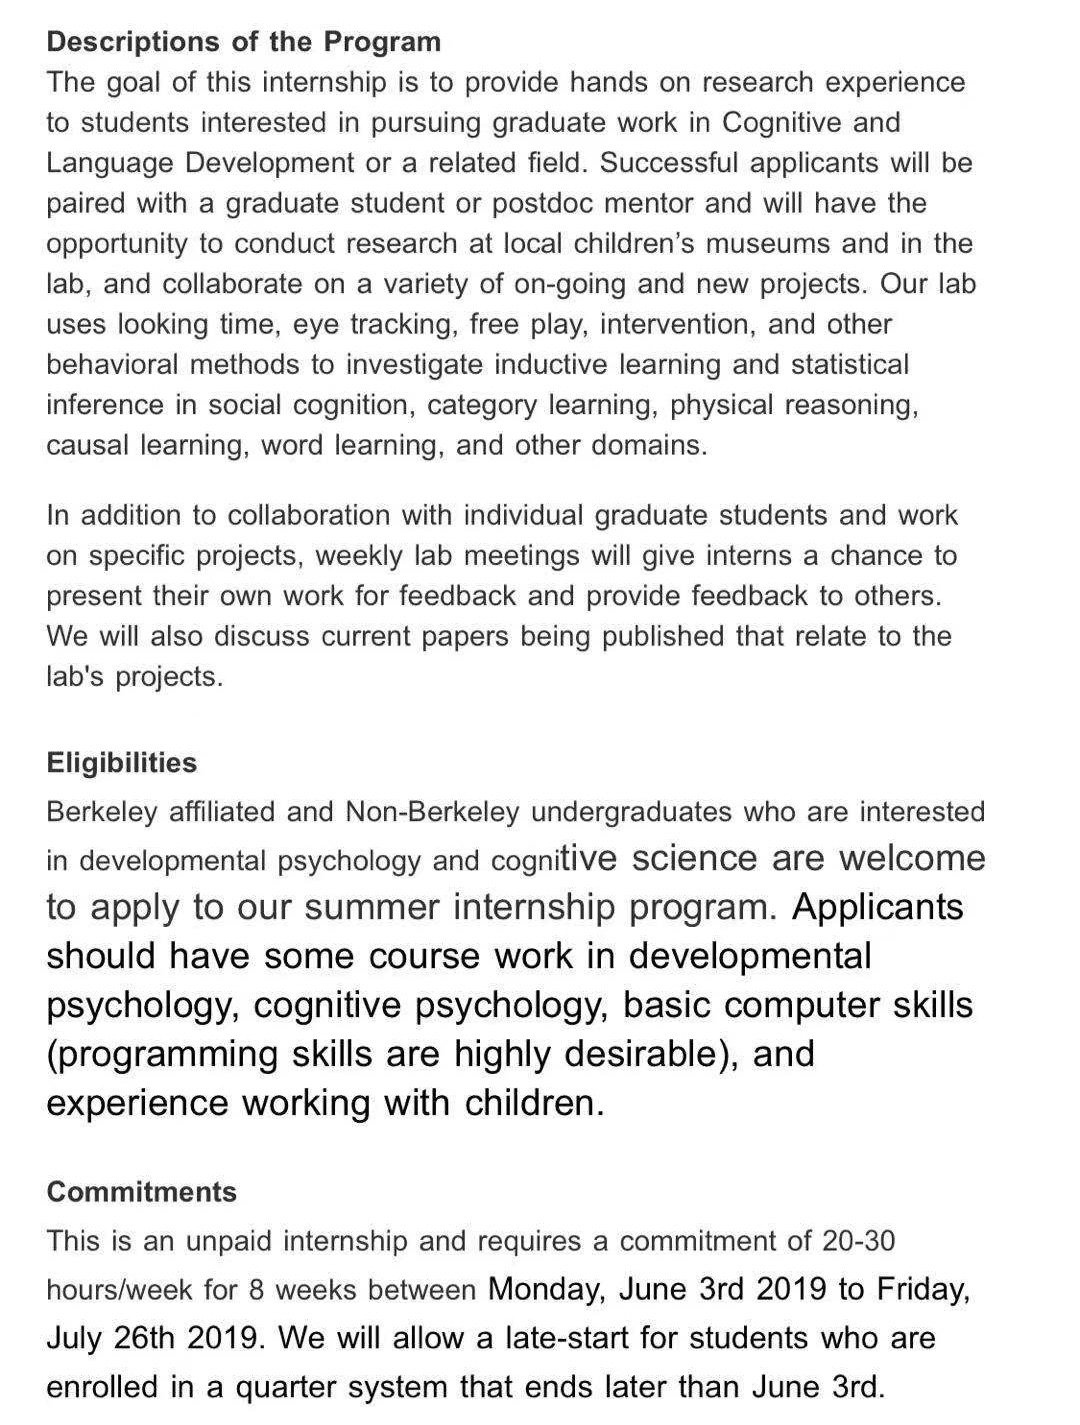 Descriptions of the Program
The goal of this internship is to provide hands on research experience
to students interested in pursuing graduate work in Cognitive and
Language Development or a related field. Successful applicants will be
paired with a graduate student or postdoc mentor and will have the
opportunity to conduct research at local children’s museums and in the
lab, and collaborate on a variety of on-going and new projects. Our lab
uses looking time, eye tracking, free play, intervention, and other
behavioral methods to investigate inductive learning and statistical
inference in social cognition, category learning, physical reasoning,
causal learning, word learning, and other domains.
In addition to collaboration with individual graduate students and work
on specific projects, weekly lab meetings will give interns a chance to
present their own work for feedback and provide feedback to others.
We will also discuss current papers being published that relate to the
lab's projects.
Eligibilities
Berkeley affiliated and Non-Berkeley undergraduates who are interested
in developmental psychology and cognitive science are welcome
to apply to our summer internship program. Applicants
should have some course work in developmental
psychology, cognitive psychology, basic computer skills
(programming skills are highly desirable), and
experience working with children.
Commitments
This is an unpaid internship and requires a commitment of 20-30
hours/week for 8 weeks between Monday, June 3rd 2019 to Friday,
July 26th 2019. We will allow a late-start for students who are
enrolled in a quarter system that ends later than June 3rd.